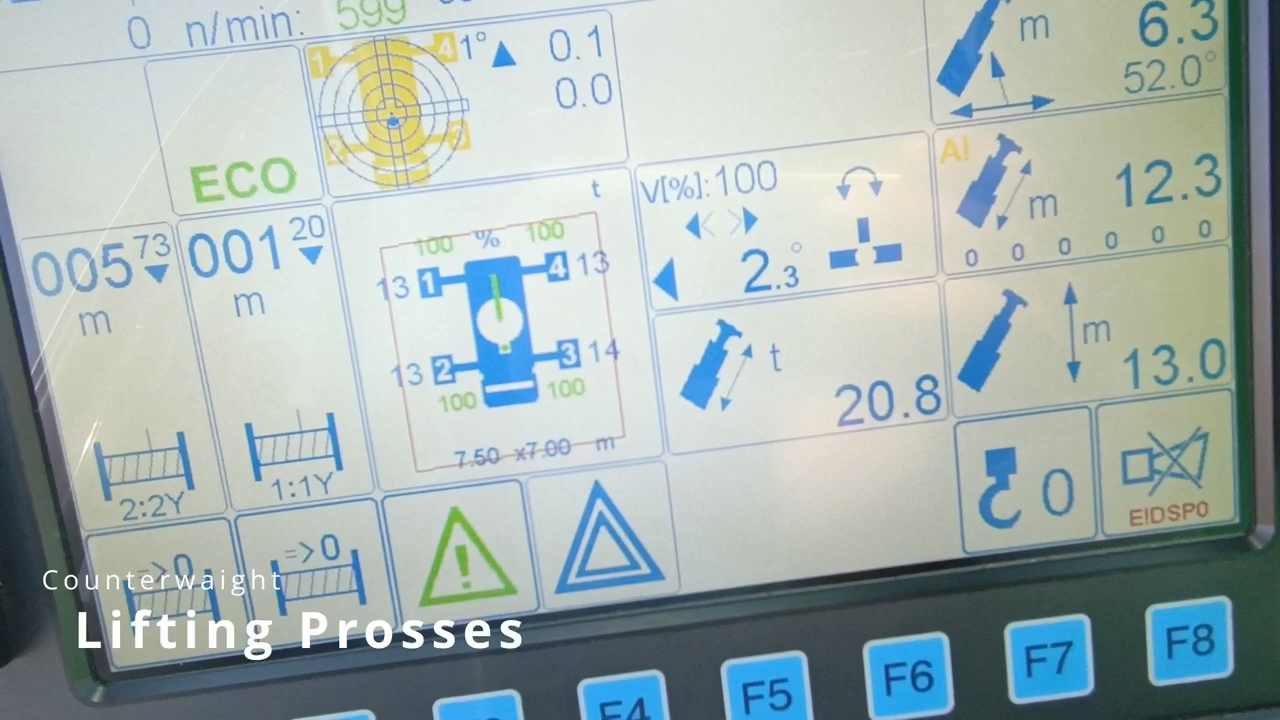 0 n/min: 599
1 4 1° ▲ 0.1
0.0
m 6.3
52.0°
ECO
t
V[%]:100
2.3°
AI
m 12.3
0 0 0 0 0 0
005 73
m
001 20
m
100 % 100
13 1 4 13
13 2 3 14
100 100
7.50 x7.00 m
t
20.8
m
13.0
2:2Y
1:1Y
0
EIDSP0
=>0
=>0
Counterwaight
Lifting Prosses
F4 F5 F6 F7 F8